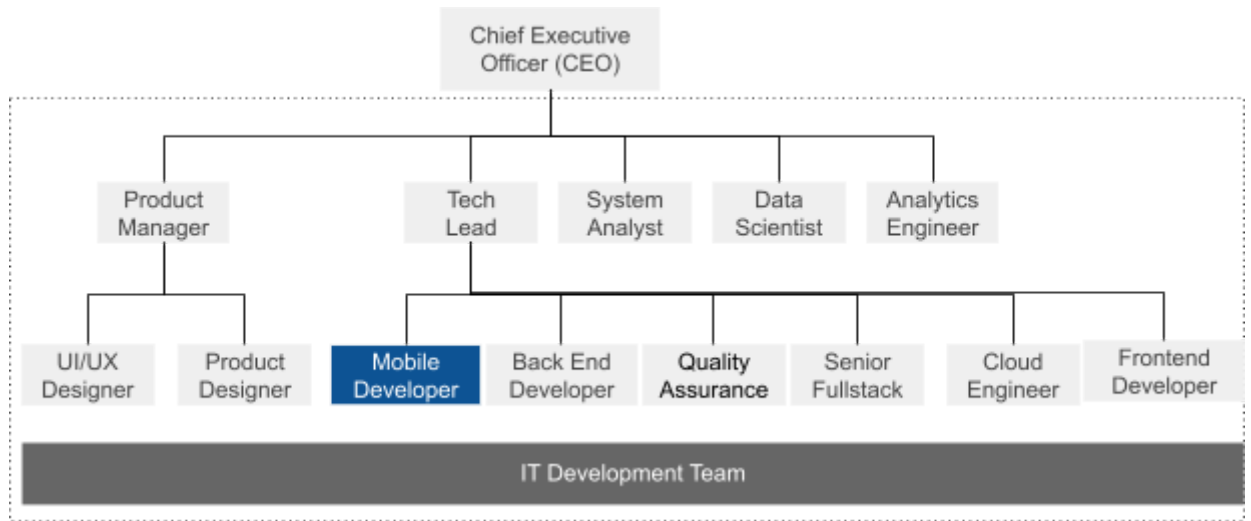 Chief Executive
Officer (CEO)
Product
Manager
Tech
Lead
System
Analyst
Data
Scientist
Analytics
Engineer
UI/UX
Designer
Product
Designer
Mobile
Developer
Back End
Developer
Quality
Assurance
Senior
Fullstack
Cloud
Engineer
Frontend
Developer
IT Development Team